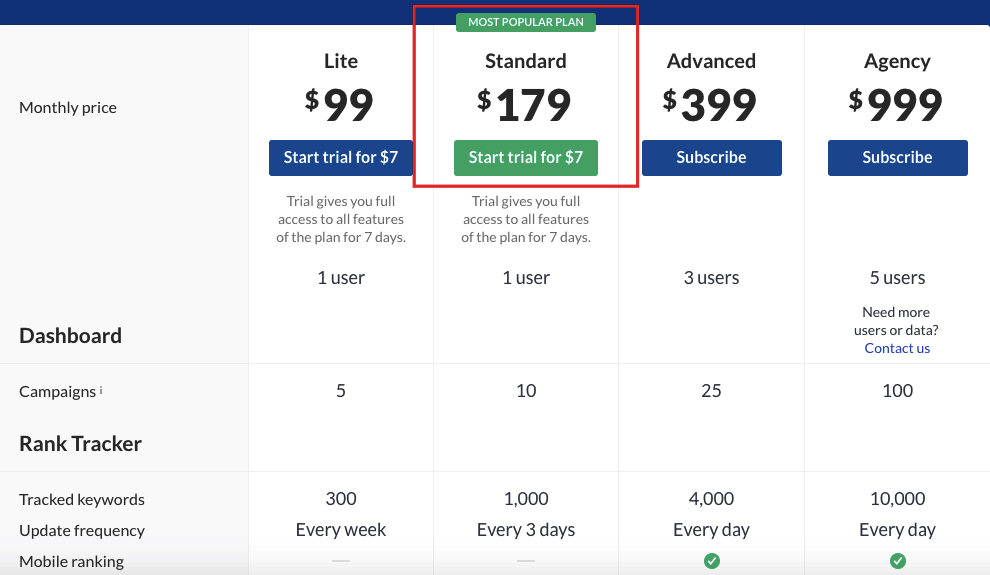 MOST POPULAR PLAN
Lite Standard Advanced Agency
Monthly price $99 $179 $399 $999
Start trial for $7 Start trial for $7 Subscribe Subscribe
Trial gives you full Trial gives you full
access to all features access to all features
of the plan for 7 days. of the plan for 7 days.
1 user 1 user 3 users 5 users
Need more
users or data?
Dashboard
Contact us
Campaigns i 5 10 25 100
Rank Tracker
Tracked keywords 300 1,000 4,000 10,000
Update frequency Every week Every 3 days Every day Every day
Mobile ranking — —